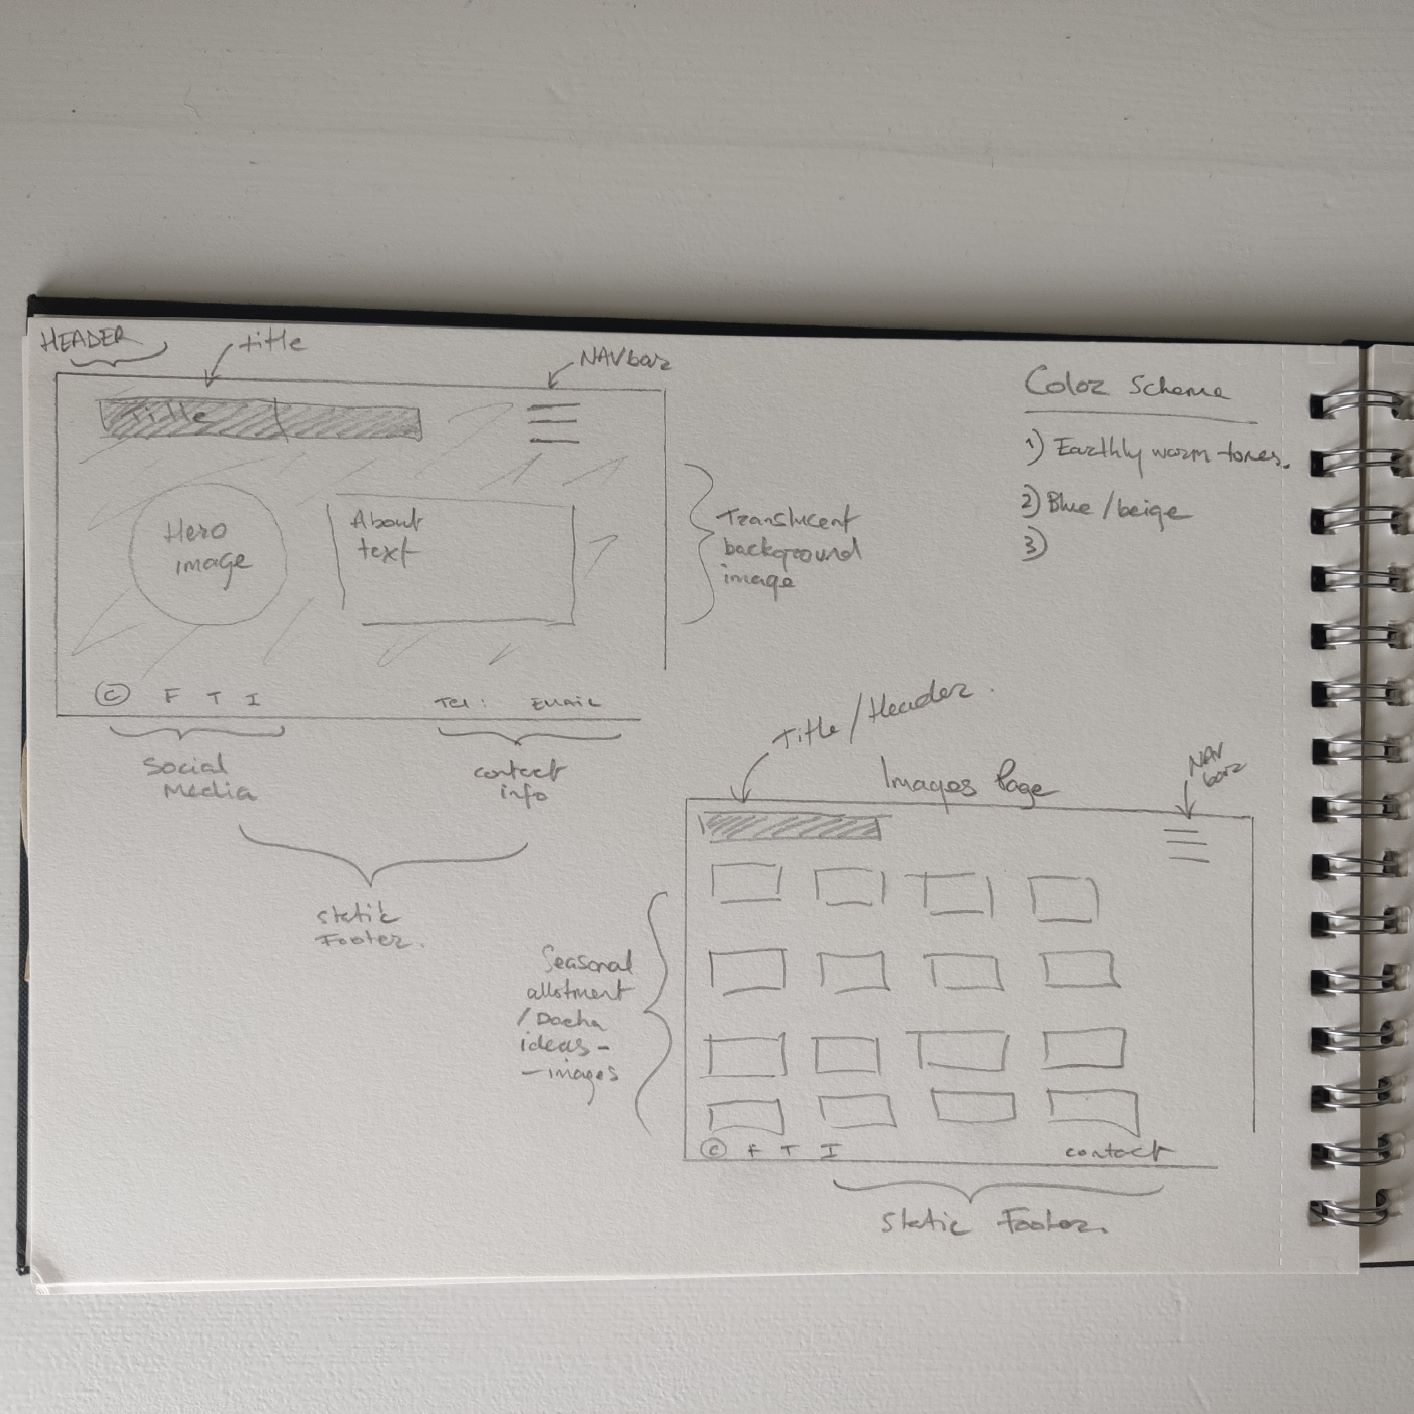 HEADER
title
NAVbar
Title
Hero
image
About
text
Translucent
background
image
© F T I
Tel: Email
Social
Media
contact
info
Static
Footer.
Color Scheme
1) Earthly warm tones.
2) Blue/beige
3)
Title/Header.
Images Page
NAV
bar
Seasonal
allotment
/Dacha
ideas-
-images
© F T I contact
Static Footer.